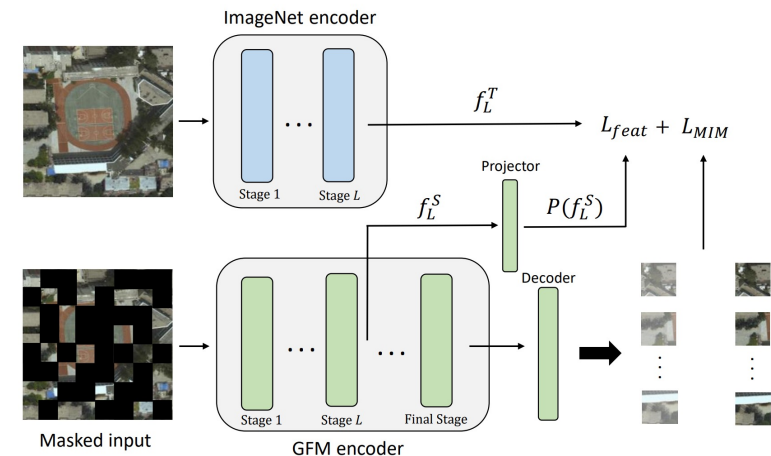 ImageNet encoder
Stage 1
Stage L
f_L^T
L_feat + L_MIM
Projector
f_L^S
P(f_L^S)
Decoder
Stage 1
Stage L
Final Stage
Masked input
GFM encoder